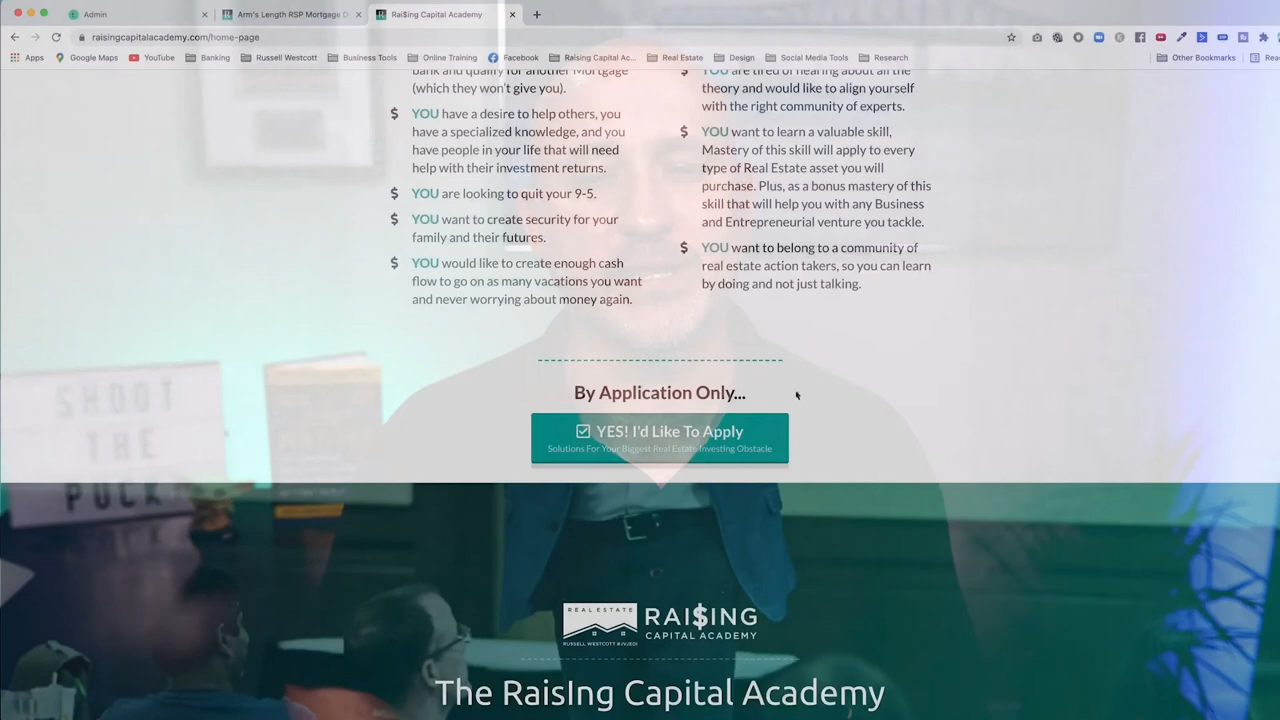 Admin
Arm's Length RSP Mortgage D
Rai$ing Capital Academy
raisingcapitalacademy.com/home-page
Apps
Google Maps
YouTube
Banking
Russell Westcott
Business Tools
Online Training
Facebook
Raising Capital Ac...
Real Estate
Design
Social Media Tools
Research
Other Bookmarks
Rea
bank and qualify for another Mortgage
(which they won't give you).
$ YOU have a desire to help others, you
have a specialized knowledge, and you
have people in your life that will need
help with their investment returns.
$ YOU are looking to quit your 9-5.
$ YOU want to create security for your
family and their futures.
$ YOU would like to create enough cash
flow to go on as many vacations you want
and never worrying about money again.
$ YOU are tired of hearing about all the
theory and would like to align yourself
with the right community of experts.
$ YOU want to learn a valuable skill,
Mastery of this skill will apply to every
type of Real Estate asset you will
purchase. Plus, as a bonus mastery of this
skill that will help you with any Business
and Entrepreneurial venture you tackle.
$ YOU want to belong to a community of
real estate action takers, so you can learn
by doing and not just talking.
By Application Only...
YES! I'd Like To Apply
Solutions For Your Biggest Real Estate Investing Obstacle
SHOOT
THE
PUCK
REAL ESTATE
RUSSELL WESTCOTT #JVJEDI
RAI$ING
CAPITAL ACADEMY
The RaisIng Capital Academy